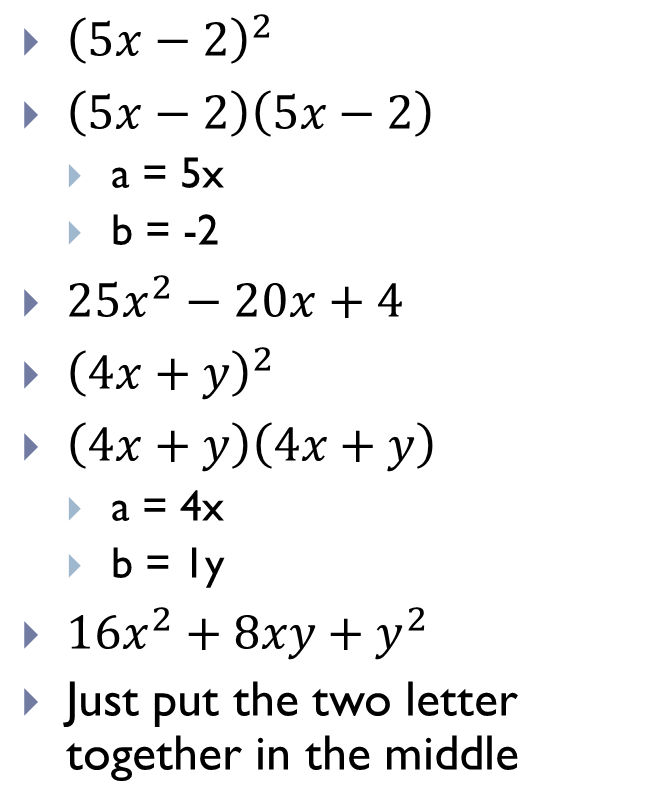 (5x − 2)²
(5x − 2)(5x − 2)
a = 5x
b = -2
25x² − 20x + 4
(4x + y)²
(4x + y)(4x + y)
a = 4x
b = 1y
16x² + 8xy + y²
Just put the two letter
together in the middle